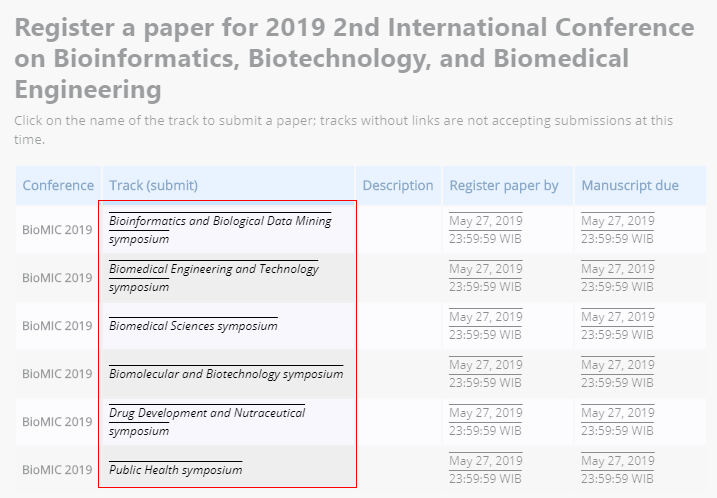 Register a paper for 2019 2nd International Conference
on Bioinformatics, Biotechnology, and Biomedical
Engineering
Click on the name of the track to submit a paper; tracks without links are not accepting submissions at this
time.
Conference Track (submit) Description Register paper by Manuscript due
BioMIC 2019 Bioinformatics and Biological Data Mining symposium May 27, 2019 23:59:59 WIB May 27, 2019 23:59:59 WIB
BioMIC 2019 Biomedical Engineering and Technology symposium May 27, 2019 23:59:59 WIB May 27, 2019 23:59:59 WIB
BioMIC 2019 Biomedical Sciences symposium May 27, 2019 23:59:59 WIB May 27, 2019 23:59:59 WIB
BioMIC 2019 Biomolecular and Biotechnology symposium May 27, 2019 23:59:59 WIB May 27, 2019 23:59:59 WIB
BioMIC 2019 Drug Development and Nutraceutical symposium May 27, 2019 23:59:59 WIB May 27, 2019 23:59:59 WIB
BioMIC 2019 Public Health symposium May 27, 2019 23:59:59 WIB May 27, 2019 23:59:59 WIB